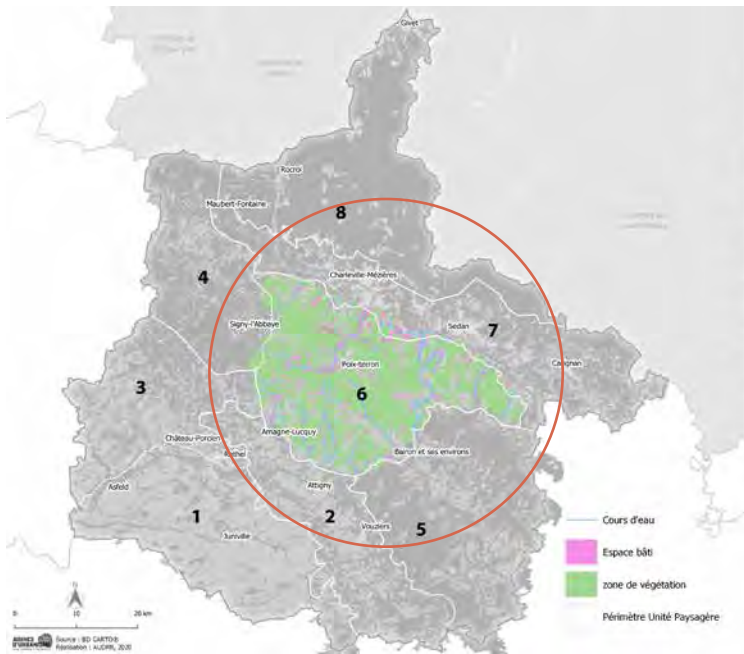 Givet
Rocroi
Maubert-Fontaine
8
4
Charleville-Mézières
Signy-l'Abbaye
Sedan
7
Poix-terron
Carignan
3
6
Château-Porcien
Amagne-Lucquy
Rethel
Bairon et ses environs
Asfeld
Attigny
1
2
Vouziers
5
Juniville
Cours d'eau
Espace bâti
zone de végétation
Périmètre Unité Paysagère
0 10 20 km
Source : BD CARTO®
Réalisation : AUDRR, 2020